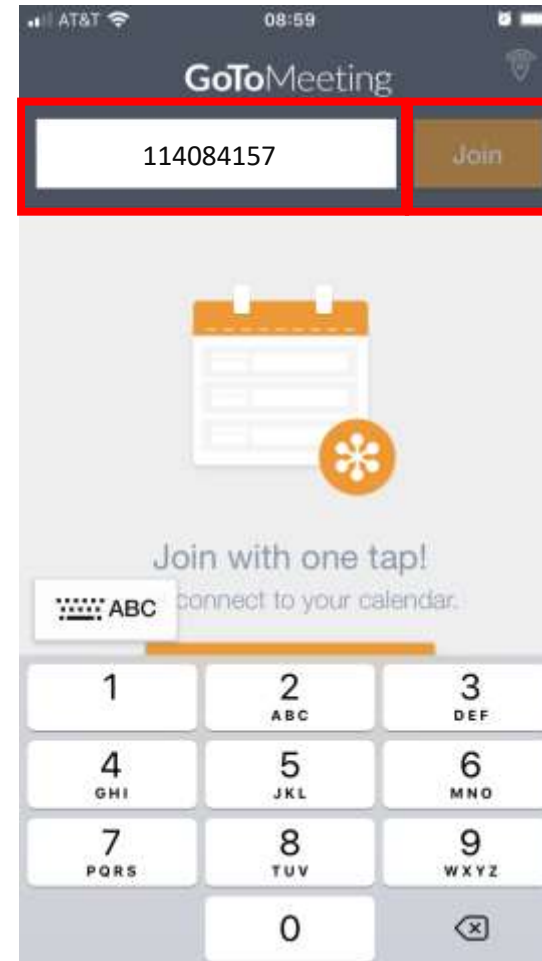 AT&T 08:59
GoToMeeting
114084157 Join
Join with one tap!
onnect to your calendar.
ABC
1 2 3
ABC DEF
4 5 6
GHI JKL MNO
7 8 9
PQRS TUV WXYZ
0